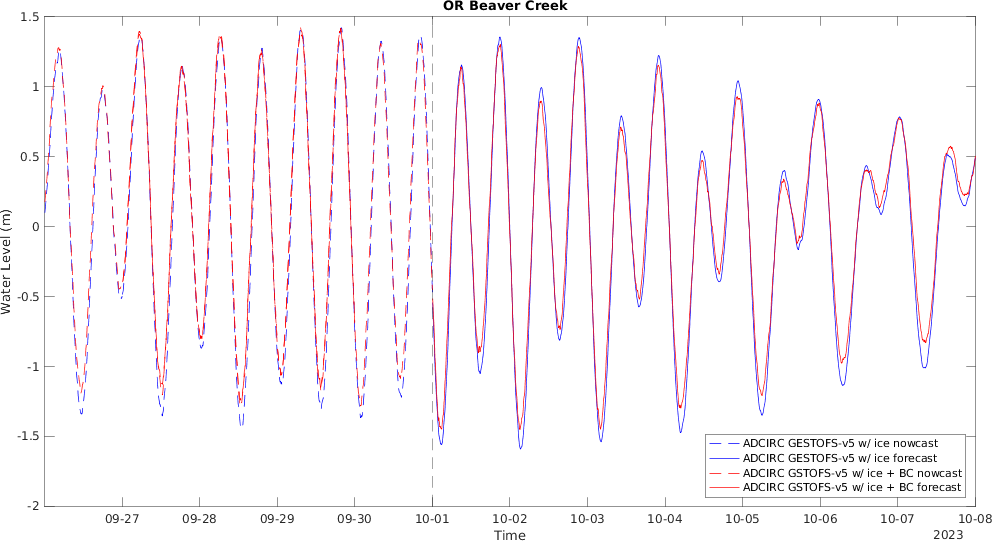 OR Beaver Creek
1.5
1
0.5
0
-0.5
-1
-1.5
-2
Water Level (m)
ADCIRC GESTOFS-v5 w/ ice nowcast
ADCIRC GESTOFS-v5 w/ ice forecast
ADCIRC GSTOFS-v5 w/ ice + BC nowcast
ADCIRC GSTOFS-v5 w/ ice + BC forecast
09-27 09-28 09-29 09-30 10-01 10-02 10-03 10-04 10-05 10-06 10-07 10-08
Time
2023